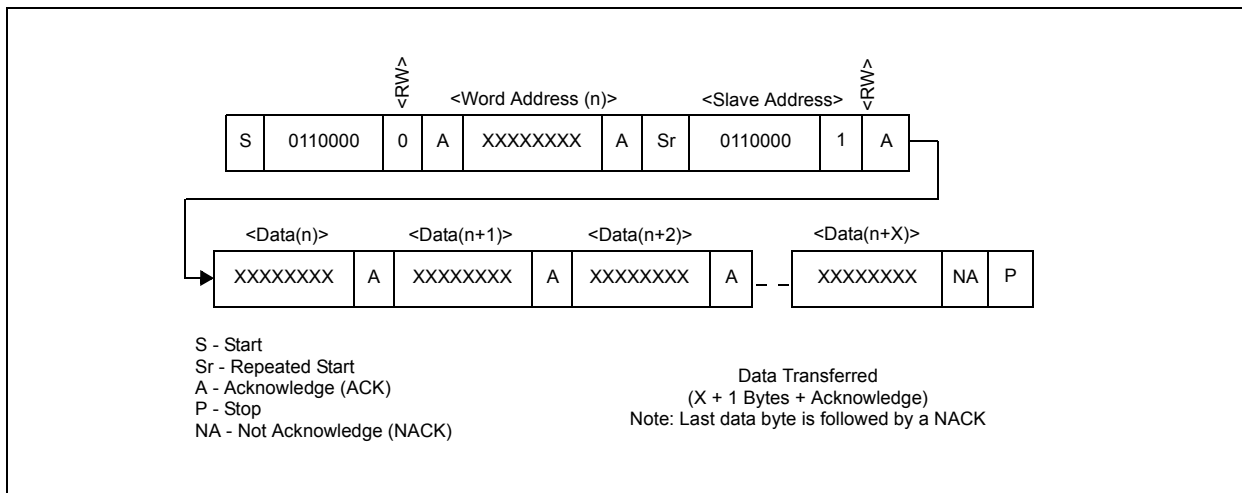 <RW>
<Word Address (n)>
<Slave Address>
<RW>
S 0110000 0 A XXXXXXXX A Sr 0110000 1 A
<Data(n)> <Data(n+1)> <Data(n+2)> <Data(n+X)>
XXXXXXXX A XXXXXXXX A XXXXXXXX A XXXXXXXX NA P
S - Start
Sr - Repeated Start
A - Acknowledge (ACK)
P - Stop
NA - Not Acknowledge (NACK)
Data Transferred
(X + 1 Bytes + Acknowledge)
Note: Last data byte is followed by a NACK